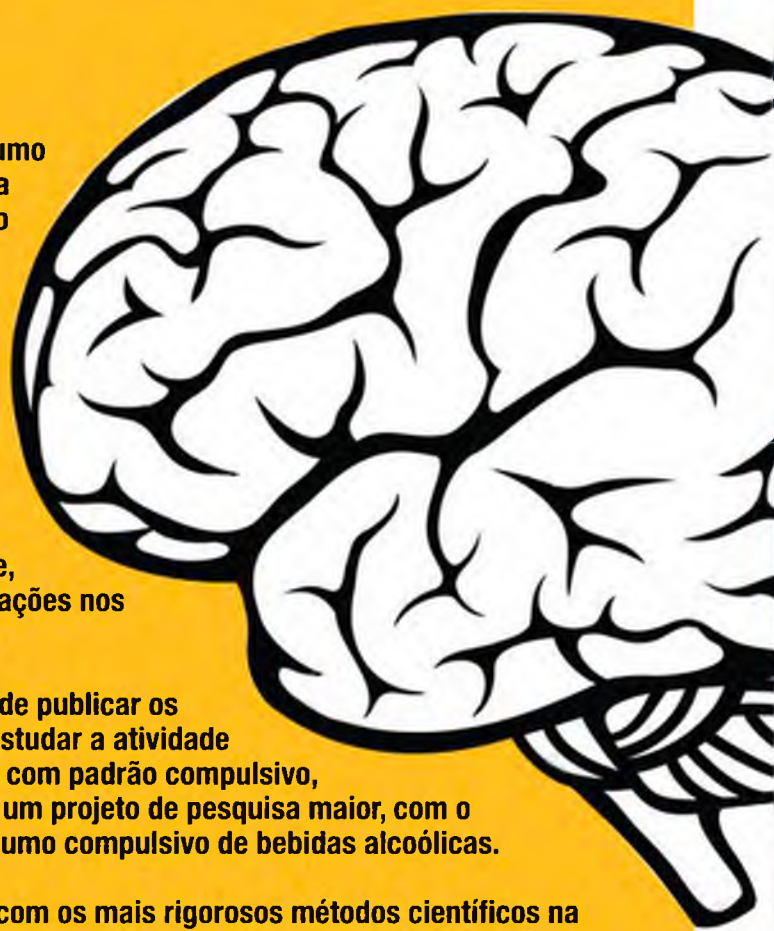 umo
a
o
e,
ações nos
de publicar os
studar a atividade
com padrão compulsivo,
um projeto de pesquisa maior, com o
umo compulsivo de bebidas alcoólicas.
com os mais rigorosos métodos científicos na